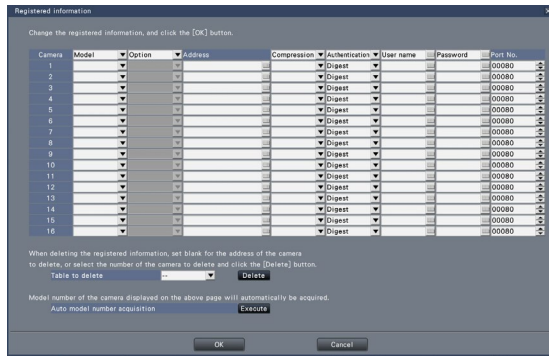 Registered information
Change the registered information, and click the [OK] button.
Camera Model Option Address Compression Authentication User name Password Port No.
1 Digest 00080
2 Digest 00080
3 Digest 00080
4 Digest 00080
5 Digest 00080
6 Digest 00080
7 Digest 00080
8 Digest 00080
9 Digest 00080
10 Digest 00080
11 Digest 00080
12 Digest 00080
13 Digest 00080
14 Digest 00080
15 Digest 00080
16 Digest 00080
When deleting the registered information, set blank for the address of the camera
to delete, or select the number of the camera to delete and click the [Delete] button.
Table to delete -- Delete
Model number of the camera displayed on the above page will automatically be acquired.
Auto model number acquisition Execute
OK Cancel